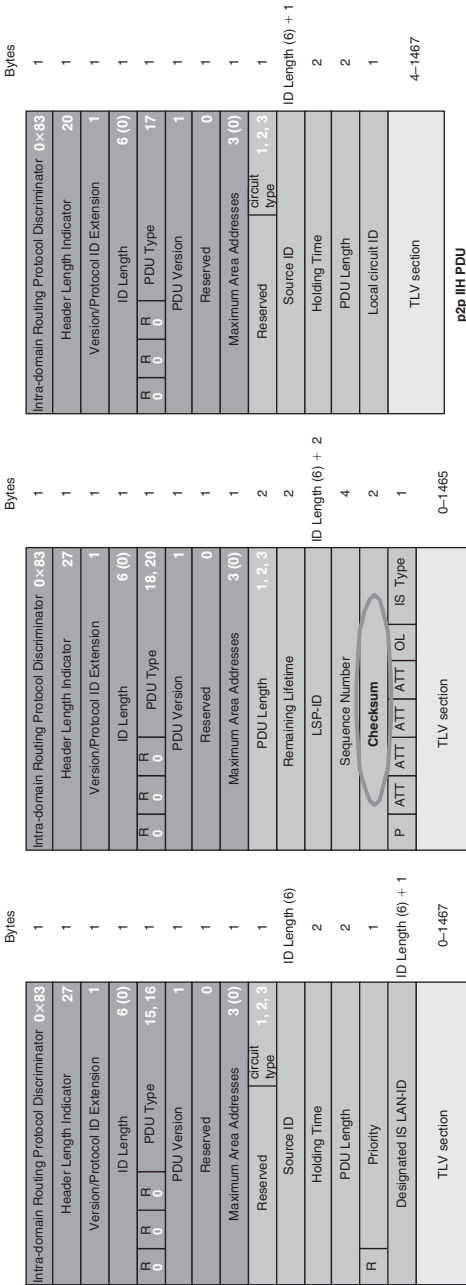 Bytes
Intra-domain Routing Protocol Discriminator 0×83 1
Header Length Indicator 27 1
Version/Protocol ID Extension 1 1
ID Length 6 (0) 1
R 0 R 0 R 0 PDU Type 15, 16 1
PDU Version 1 1
Reserved 0 1
Maximum Area Addresses 3 (0) 1
Reserved circuit type 1, 2, 3 1
Source ID ID Length (6)
Holding Time 2
PDU Length 2
R Priority 1
Designated IS LAN-ID ID Length (6) + 1
TLV section 0–1467
Bytes
Intra-domain Routing Protocol Discriminator 0×83 1
Header Length Indicator 27 1
Version/Protocol ID Extension 1 1
ID Length 6 (0) 1
R 0 R 0 R 0 PDU Type 18, 20 1
PDU Version 1 1
Reserved 0 1
Maximum Area Addresses 3 (0) 1
PDU Length 1, 2, 3 2
Remaining Lifetime 2
LSP-ID ID Length (6) + 2
Sequence Number 4
Checksum 2
P ATT ATT ATT ATT OL IS Type 1
TLV section 0–1465
Bytes
Intra-domain Routing Protocol Discriminator 0×83 1
Header Length Indicator 20 1
Version/Protocol ID Extension 1 1
ID Length 6 (0) 1
R 0 R 0 R 0 PDU Type 17 1
PDU Version 1 1
Reserved 0 1
Maximum Area Addresses 3 (0) 1
Reserved circuit type 1, 2, 3 1
Source ID ID Length (6) + 1
Holding Time 2
PDU Length 2
Local circuit ID 1
TLV section 4–1467
p2p IIH PDU